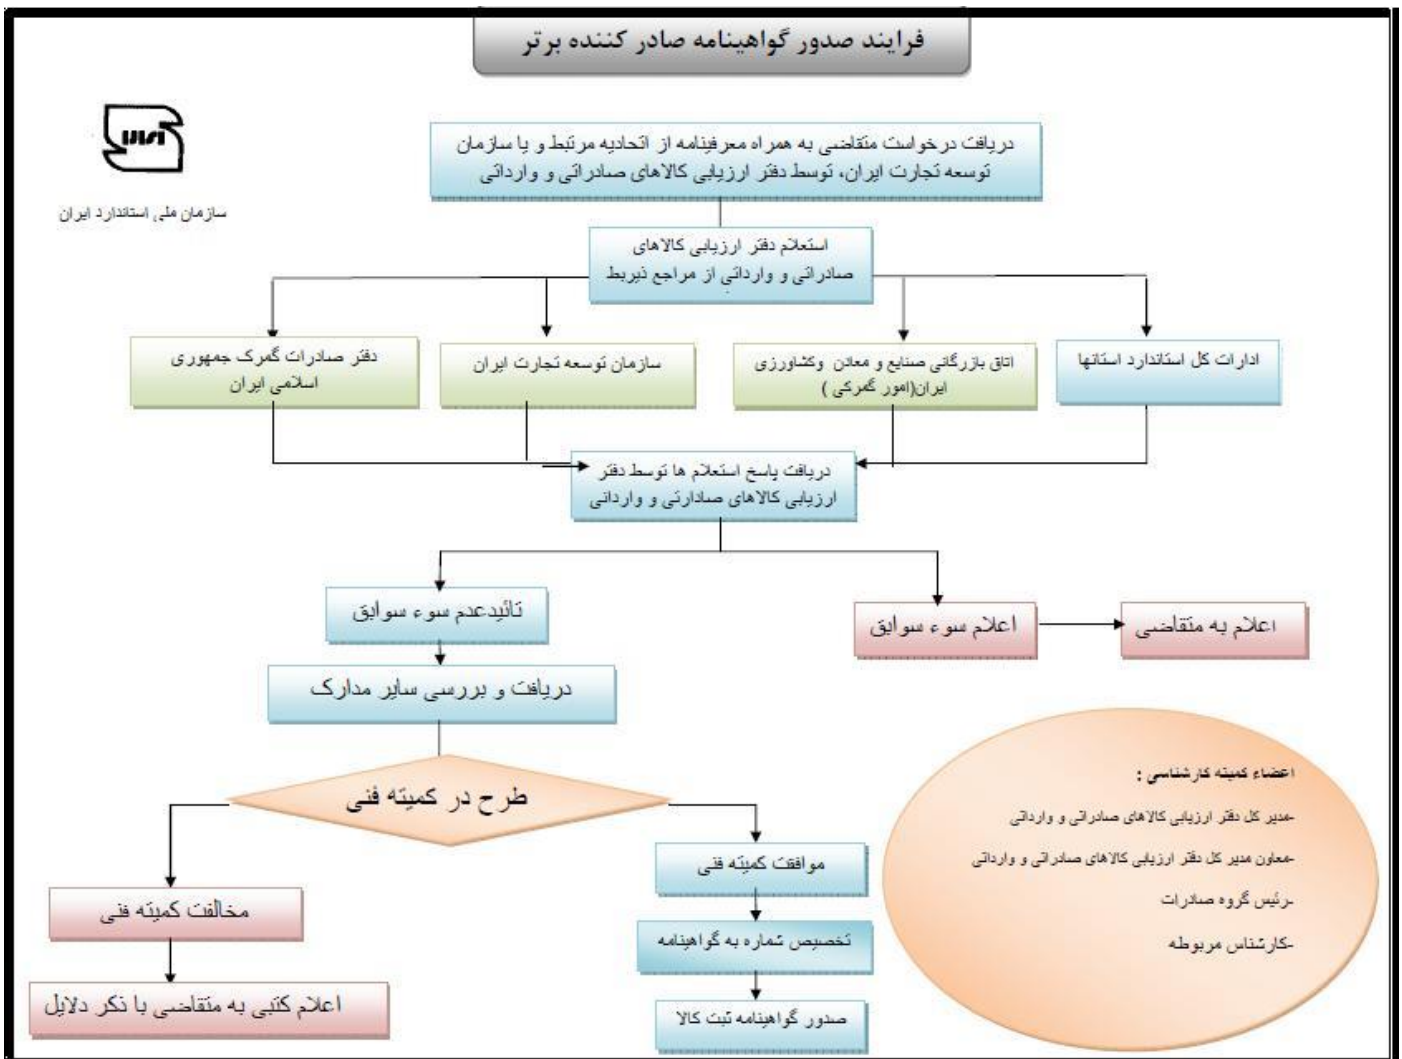 فرایند صدور گواهینامه صادر کننده برتر
سازمان ملی استاندارد ایران
دریافت درخواست متقاضی به همراه معرفینامه از اتحادیه مرتبط و یا سازمان
توسعه تجارت ایران، توسط دفتر ارزیابی کالاهای صادراتی و وارداتی
استعلام دفتر ارزیابی کالاهای
صادراتی و وارداتی از مراجع ذیربط
ادارات کل استاندارد استانها
اتاق بازرگانی صنایع و معادن وکشاورزی
ایران(امور گمرکی )
سازمان توسعه تجارت ایران
دفتر صادرات گمرک جمهوری
اسلامی ایران
دریافت پاسخ استعلام ها توسط دفتر
ارزیابی کالاهای صادارتی و وارداتی
تائیدعدم سوء سوابق
اعلام سوء سوابق
اعلام به متقاضی
دریافت و بررسی سایر مدارک
طرح در کمیته فنی
موافقت کمیته فنی
تخصیص شماره به گواهینامه
صدور گواهینامه ثبت کالا
مخالفت کمیته فنی
اعلام کتبی به متقاضی با ذکر دلایل
اعضاء کمیته کارشناسی :
-مدیر کل دفتر ارزیابی کالاهای صادراتی و وارداتی
-معاون مدیر کل دفتر ارزیابی کالاهای صادراتی و وارداتی
-رئیس گروه صادرات
-کارشناس مربوطه